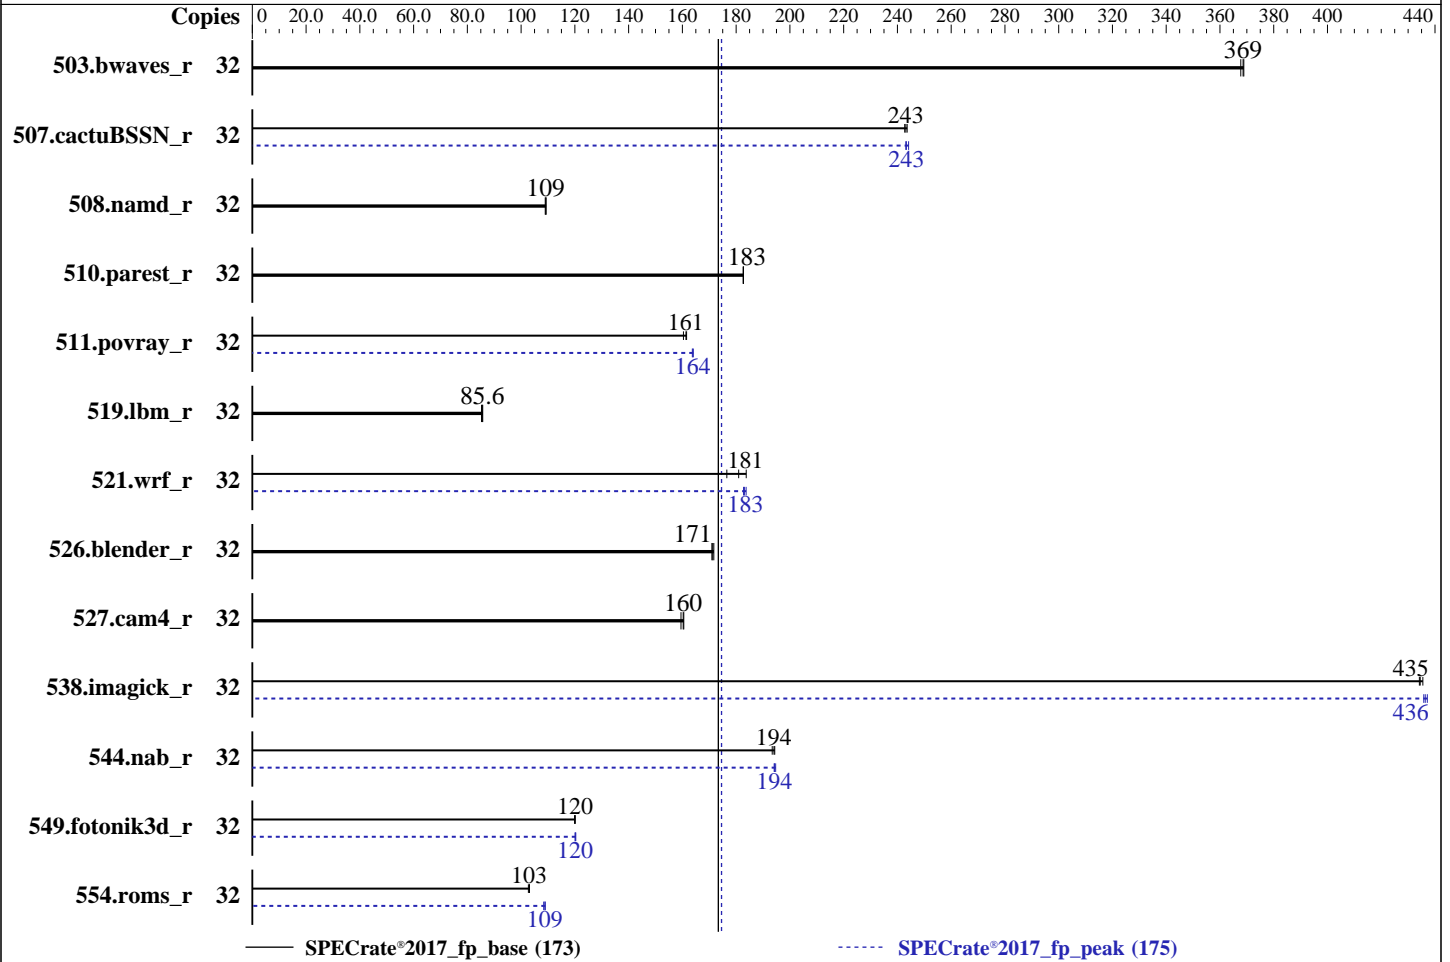 Copies 0 20.0 40.0 60.0 80.0 100 120 140 160 180 200 220 240 260 280 300 320 340 360 380 400 440
503.bwaves_r 32 369
507.cactuBSSN_r 32 243
243
508.namd_r 32 109
510.parest_r 32 183
511.povray_r 32 161
164
519.lbm_r 32 85.6
521.wrf_r 32 181
183
526.blender_r 32 171
527.cam4_r 32 160
538.imagick_r 32 435
436
544.nab_r 32 194
194
549.fotonik3d_r 32 120
120
554.roms_r 32 103
109
SPECrate®2017_fp_base (173) SPECrate®2017_fp_peak (175)